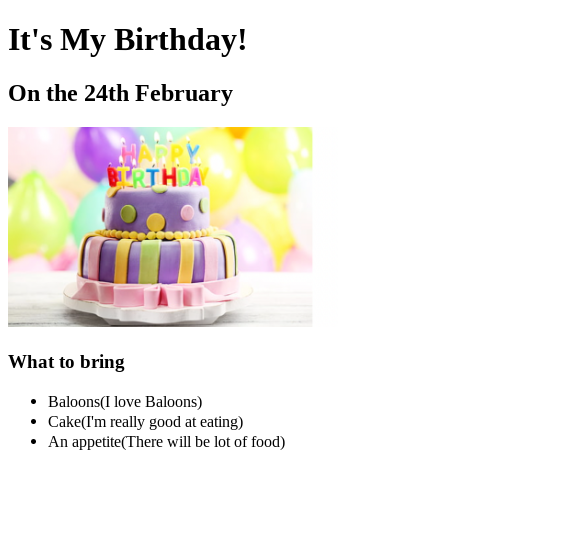 It's My Birthday!
On the 24th February
HAPPY
BIRTHDAY
What to bring
Baloons(I love Baloons)
Cake(I'm really good at eating)
An appetite(There will be lot of food)